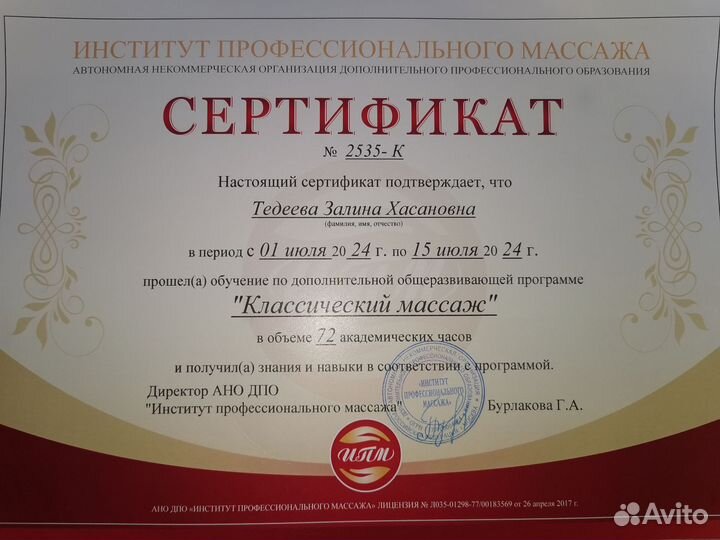 ИНСТИТУТ ПРОФЕССИОНАЛЬНОГО МАССАЖА
АВТОНОМНАЯ НЕКОММЕРЧЕСКАЯ ОРГАНИЗАЦИЯ ДОПОЛНИТЕЛЬНОГО ПРОФЕССИОНАЛЬНОГО ОБРАЗОВАНИЯ
СЕРТИФИКАТ
№ 2535- К
Настоящий сертификат подтверждает, что
Тедеева Залина Хасановна
(фамилия, имя, отчество)
в период с 01 июля 20 24 г. по 15 июля 20 24 г.
прошел(а) обучение по дополнительной общеразвивающей программе
"Классический массаж"
в объеме 72 академических часов
и получил(а) знания и навыки в соответствии с программой.
Директор АНО ДПО
"Институт профессионального массажа"
Бурлакова Г.А.
«ИНСТИТУТ
ПРОФЕССИОНАЛЬНОГО
МАССАЖА»
ИПМ
АНО ДПО «ИНСТИТУТ ПРОФЕССИОНАЛЬНОГО МАССАЖА» ЛИЦЕНЗИЯ № Л035-01298-77/00183569 от 26 апреля 2017 г.
Avito